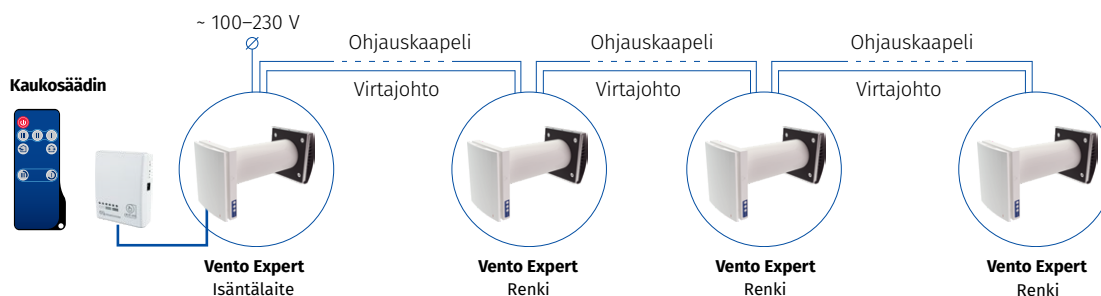 ~ 100–230 V
Ohjauskaapeli
Ohjauskaapeli
Ohjauskaapeli
Kaukosäädin
Virtajohto
Virtajohto
Virtajohto
Vento Expert
Isäntälaite
Vento Expert
Renki
Vento Expert
Renki
Vento Expert
Renki